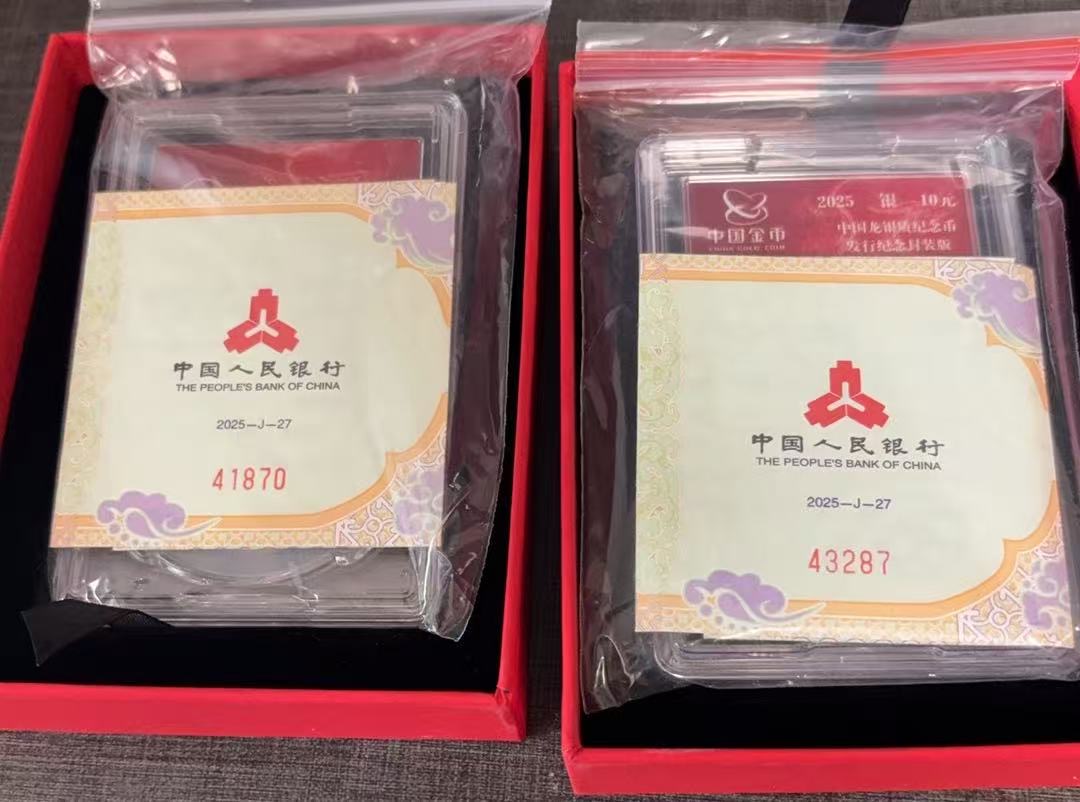 中国人民银行
THE PEOPLE'S BANK OF CHINA
2025-J-27
41870
2025 银 10元
中国金币
CHINA GOLD COIN
中国龙银质纪念币
发行纪念封装版
中国人民银行
THE PEOPLE'S BANK OF CHINA
2025-J-27
43287